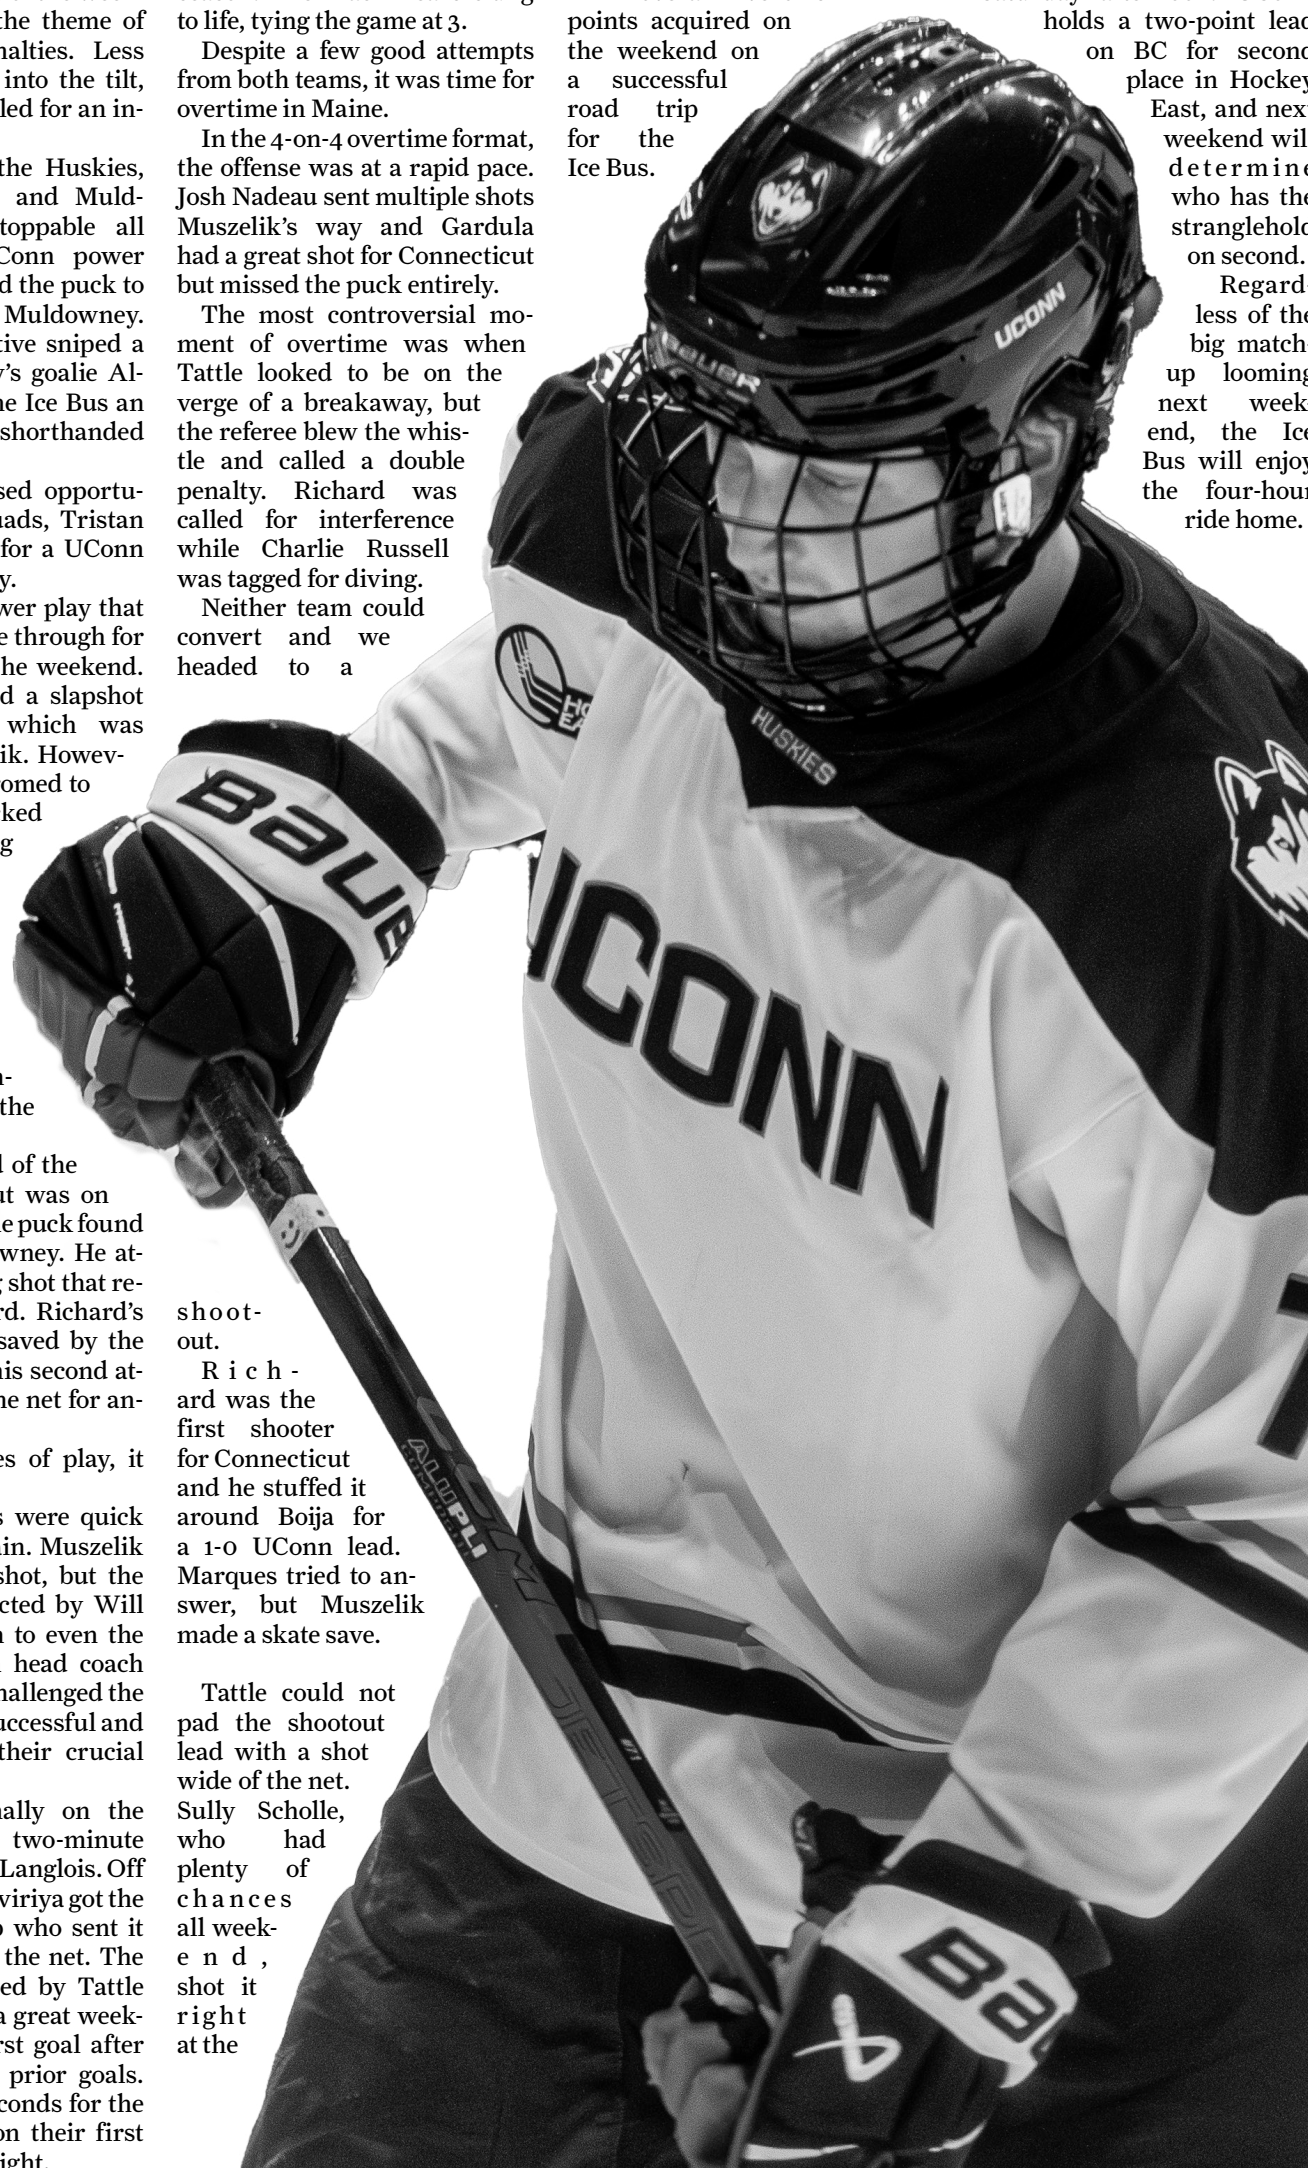 the theme of
nalties. Less
into the tilt,
led for an in-
the Huskies,
and Muld-
toppable all
Conn power
d the puck to
Muldowney.
tive sniped a
y's goalie Al-
ne Ice Bus an
shorthanded
sed opportu-
uads, Tristan
for a UConn
y.
wer play that
e through for
he weekend.
d a slapshot
which was
ik. Howev-
romed to
cked
g
n-
the
d of the
ut was on
e puck found
wney. He at-
g shot that re-
rd. Richard's
saved by the
his second at-
he net for an-
es of play, it
s were quick
in. Muszelik
shot, but the
cted by Will
n to even the
head coach
hallenged the
uccessful and
their crucial
nally on the
two-minute
Langlois. Off
viriya got the
o who sent it
the net. The
ed by Tattle
a great week-
rst goal after
prior goals.
conds for the
on their first
ight.
to life, tying the game at 3.
Despite a few good attempts
from both teams, it was time for
overtime in Maine.
In the 4-on-4 overtime format,
the offense was at a rapid pace.
Josh Nadeau sent multiple shots
Muszelik's way and Gardula
had a great shot for Connecticut
but missed the puck entirely.
The most controversial mo-
ment of overtime was when
Tattle looked to be on the
verge of a breakaway, but
the referee blew the whis-
tle and called a double
penalty. Richard was
called for interference
while Charlie Russell
was tagged for diving.
Neither team could
convert and we
headed to a
shoot-
out.
Rich-
ard was the
first shooter
for Connecticut
and he stuffed it
around Boija for
a 1-0 UConn lead.
Marques tried to an-
swer, but Muszelik
made a skate save.
Tattle could not
pad the shootout
lead with a shot
wide of the net.
Sully Scholle,
who had
plenty of
chances
all week-
end,
shot it
right
at the
points acquired on
the weekend on
a successful
road trip
for the
Ice Bus.
holds a two-point lead
on BC for second
place in Hockey
East, and next
weekend will
determine
who has the
stranglehold
on second.
Regard-
less of the
big match-
up looming
next week-
end, the Ice
Bus will enjoy
the four-hour
ride home.
UCONN
BAUER
HUSKIES
HO
EA
BAUE
UCONN
ALUPLI
Ba